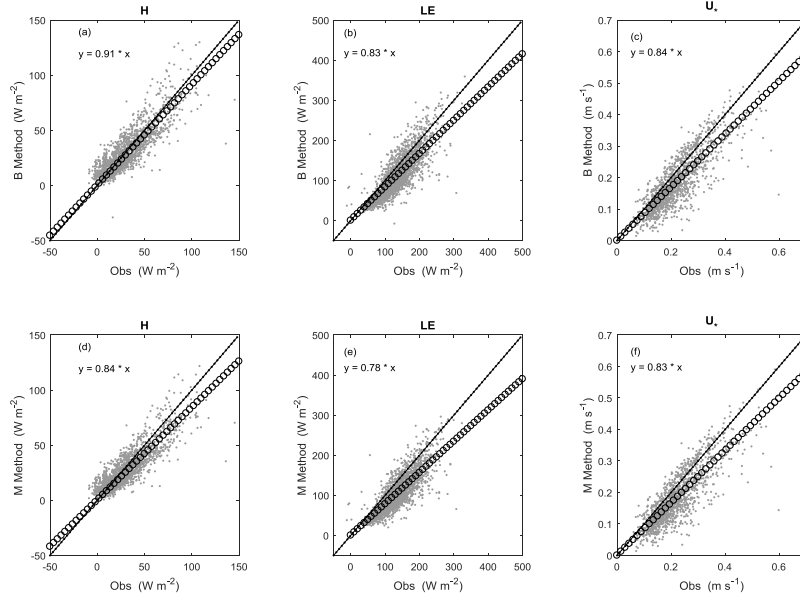 H
LE
U*
(a)
y = 0.91 * x
(b)
y = 0.83 * x
(c)
y = 0.84 * x
150
100
50
0
-50
500
400
300
200
100
0
0.7
0.6
0.5
0.4
0.3
0.2
0.1
0
B Method (W m-2)
B Method (W m-2)
B Method (m s-1)
-50 0 50 100 150
0 100 200 300 400 500
0 0.2 0.4 0.6
Obs (W m-2)
Obs (W m-2)
Obs (m s-1)
H
LE
U*
(d)
y = 0.84 * x
(e)
y = 0.78 * x
(f)
y = 0.83 * x
150
100
50
0
-50
500
400
300
200
100
0
0.7
0.6
0.5
0.4
0.3
0.2
0.1
0
M Method (W m-2)
M Method (W m-2)
M Method (m s-1)
-50 0 50 100 150
0 100 200 300 400 500
0 0.2 0.4 0.6
Obs (W m-2)
Obs (W m-2)
Obs (m s-1)